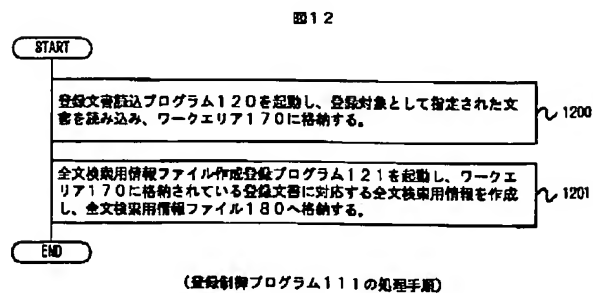 図12
START
登録文書読込プログラム120を起動し、登録対象として指定された文
書を読み込み、ワークエリア170に格納する。
1200
全文検索用情報ファイル作成登録プログラム121を起動し、ワークエ
リア170に格納されている登録文書に対応する全文検索用情報を作成
し、全文検索用情報ファイル180へ格納する。
1201
END
(登録制御プログラム111の処理手順)